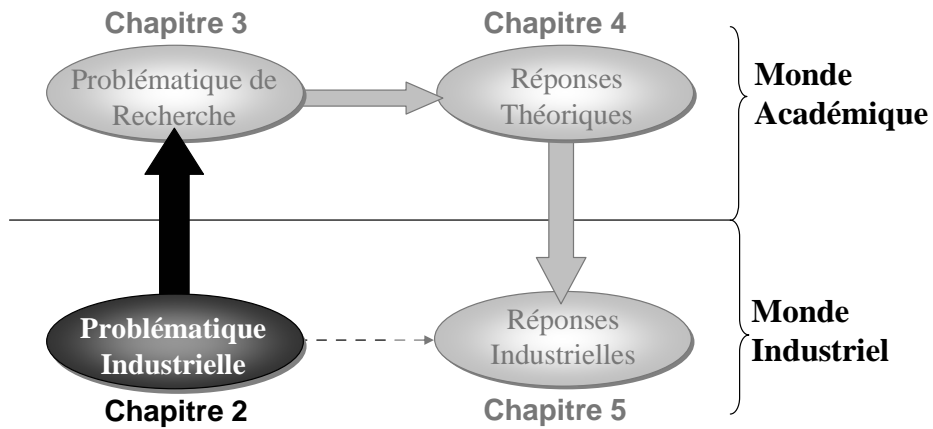 Chapitre 3
Chapitre 4
Problématique de
Recherche
Réponses
Théoriques
Monde
Académique
Problématique
Industrielle
Réponses
Industrielles
Monde
Industriel
Chapitre 2
Chapitre 5